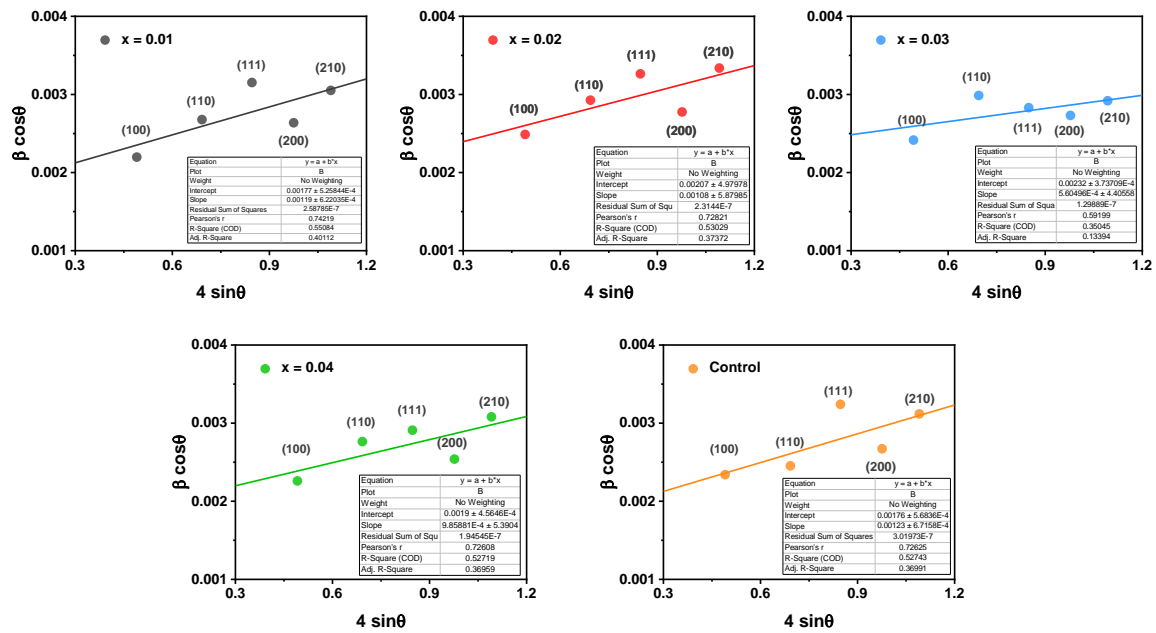 x = 0.01
(100)
(110)
(111)
(200)
(210)
Equation y = a + b*x
Plot B
Weight No Weighting
Intercept 0.00177 ± 5.25844E-4
Slope 0.00119 ± 6.22035E-4
Residual Sum of Squares 2.58785E-7
Pearson's r 0.74219
R-Square (COD) 0.55084
Adj. R-Square 0.40112
β cosθ
0.004
0.003
0.002
0.001
0.3 0.6 0.9 1.2
4 sinθ
x = 0.02
(100)
(110)
(111)
(200)
(210)
Equation y = a + b*x
Plot B
Weight No Weighting
Intercept 0.00207 ± 4.97978
Slope 0.00108 ± 5.87985
Residual Sum of Squ 2.3144E-7
Pearson's r 0.72821
R-Square (COD) 0.53029
Adj. R-Square 0.37372
β cosθ
0.004
0.003
0.002
0.001
0.3 0.6 0.9 1.2
4 sinθ
x = 0.03
(100)
(110)
(111)
(200)
(210)
Equation y = a + b*x
Plot B
Weight No Weighting
Intercept 0.00232 ± 3.73709E-4
Slope 5.60496E-4 ± 4.40558
Residual Sum of Squa 1.29889E-7
Pearson's r 0.59199
R-Square (COD) 0.35045
Adj. R-Square 0.13394
β cosθ
0.004
0.003
0.002
0.001
0.3 0.6 0.9 1.2
4 sinθ
x = 0.04
(100)
(110)
(111)
(200)
(210)
Equation y = a + b*x
Plot B
Weight No Weighting
Intercept 0.0019 ± 4.5646E-4
Slope 9.85881E-4 ± 5.3904
Residual Sum of Squ 1.94545E-7
Pearson's r 0.72608
R-Square (COD) 0.52719
Adj. R-Square 0.36959
β cosθ
0.004
0.003
0.002
0.001
0.3 0.6 0.9 1.2
4 sinθ
Control
(100)
(110)
(111)
(200)
(210)
Equation y = a + b*x
Plot B
Weight No Weighting
Intercept 0.00176 ± 5.6836E-4
Slope 0.00123 ± 6.7158E-4
Residual Sum of Squares 3.01973E-7
Pearson's r 0.72625
R-Square (COD) 0.52743
Adj. R-Square 0.36991
β cosθ
0.004
0.003
0.002
0.001
0.3 0.6 0.9 1.2
4 sinθ